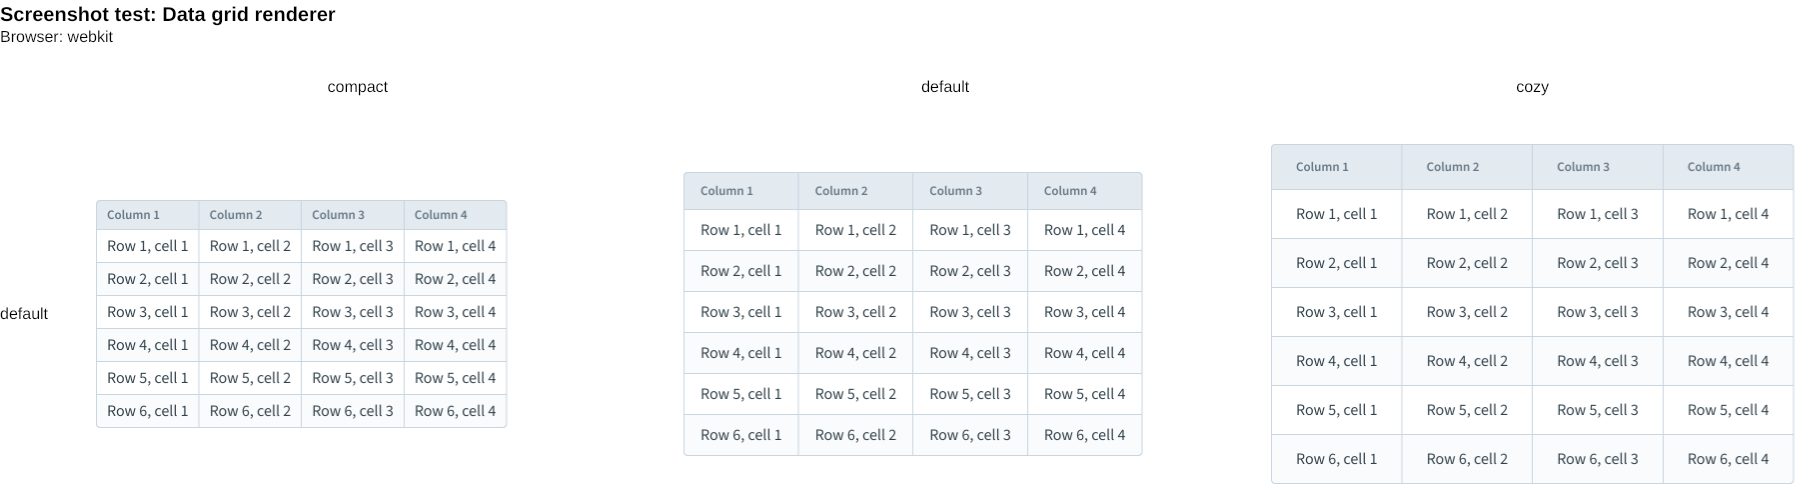 Screenshot test: Data grid renderer
Browser: webkit
compact default cozy
default
Column 1 Column 2 Column 3 Column 4
Row 1, cell 1 Row 1, cell 2 Row 1, cell 3 Row 1, cell 4
Row 2, cell 1 Row 2, cell 2 Row 2, cell 3 Row 2, cell 4
Row 3, cell 1 Row 3, cell 2 Row 3, cell 3 Row 3, cell 4
Row 4, cell 1 Row 4, cell 2 Row 4, cell 3 Row 4, cell 4
Row 5, cell 1 Row 5, cell 2 Row 5, cell 3 Row 5, cell 4
Row 6, cell 1 Row 6, cell 2 Row 6, cell 3 Row 6, cell 4
Column 1 Column 2 Column 3 Column 4
Row 1, cell 1 Row 1, cell 2 Row 1, cell 3 Row 1, cell 4
Row 2, cell 1 Row 2, cell 2 Row 2, cell 3 Row 2, cell 4
Row 3, cell 1 Row 3, cell 2 Row 3, cell 3 Row 3, cell 4
Row 4, cell 1 Row 4, cell 2 Row 4, cell 3 Row 4, cell 4
Row 5, cell 1 Row 5, cell 2 Row 5, cell 3 Row 5, cell 4
Row 6, cell 1 Row 6, cell 2 Row 6, cell 3 Row 6, cell 4
Column 1 Column 2 Column 3 Column 4
Row 1, cell 1 Row 1, cell 2 Row 1, cell 3 Row 1, cell 4
Row 2, cell 1 Row 2, cell 2 Row 2, cell 3 Row 2, cell 4
Row 3, cell 1 Row 3, cell 2 Row 3, cell 3 Row 3, cell 4
Row 4, cell 1 Row 4, cell 2 Row 4, cell 3 Row 4, cell 4
Row 5, cell 1 Row 5, cell 2 Row 5, cell 3 Row 5, cell 4
Row 6, cell 1 Row 6, cell 2 Row 6, cell 3 Row 6, cell 4